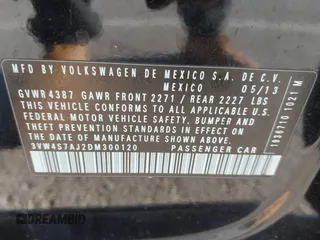 MFD. BY VOLKSWAGEN DE MEXICO S.A. DE C.V.
MEXICO 05/13
GVWR 4387 GAWR FRONT 2271 / REAR 2227 LBS
THIS VEHICLE CONFORMS TO ALL APPLICABLE U.S.
FEDERAL MOTOR VEHICLE SAFETY, BUMPER AND
THEFT PREVENTION STANDARDS IN EFFECT ON THE
DATE OF MANUFACTURE SHOWN ABOVE.
3VW4S7AJ2DM300120 PASSENGER CAR
1936710 1021 M
DREAMBID